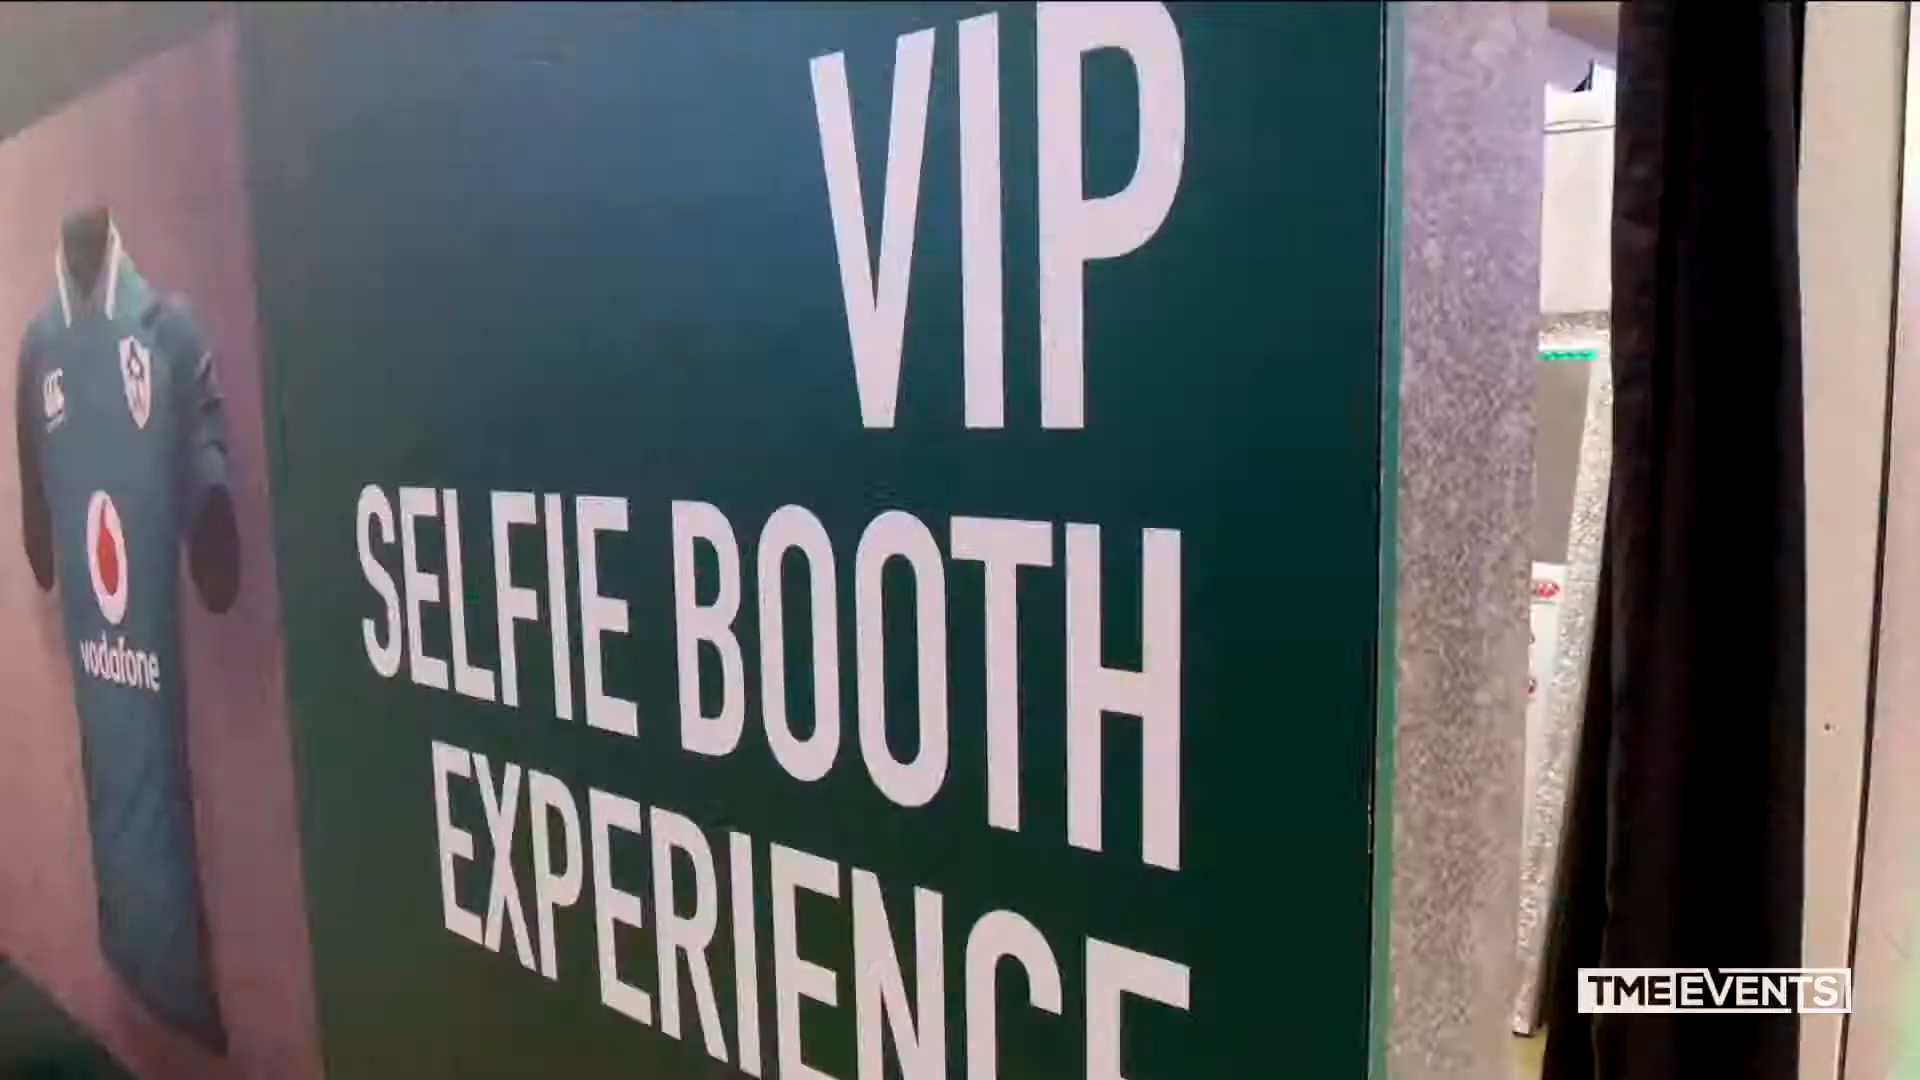 VIP
SELFIE BOOTH
EXPERIENCE
vodafone
TME EVENTS